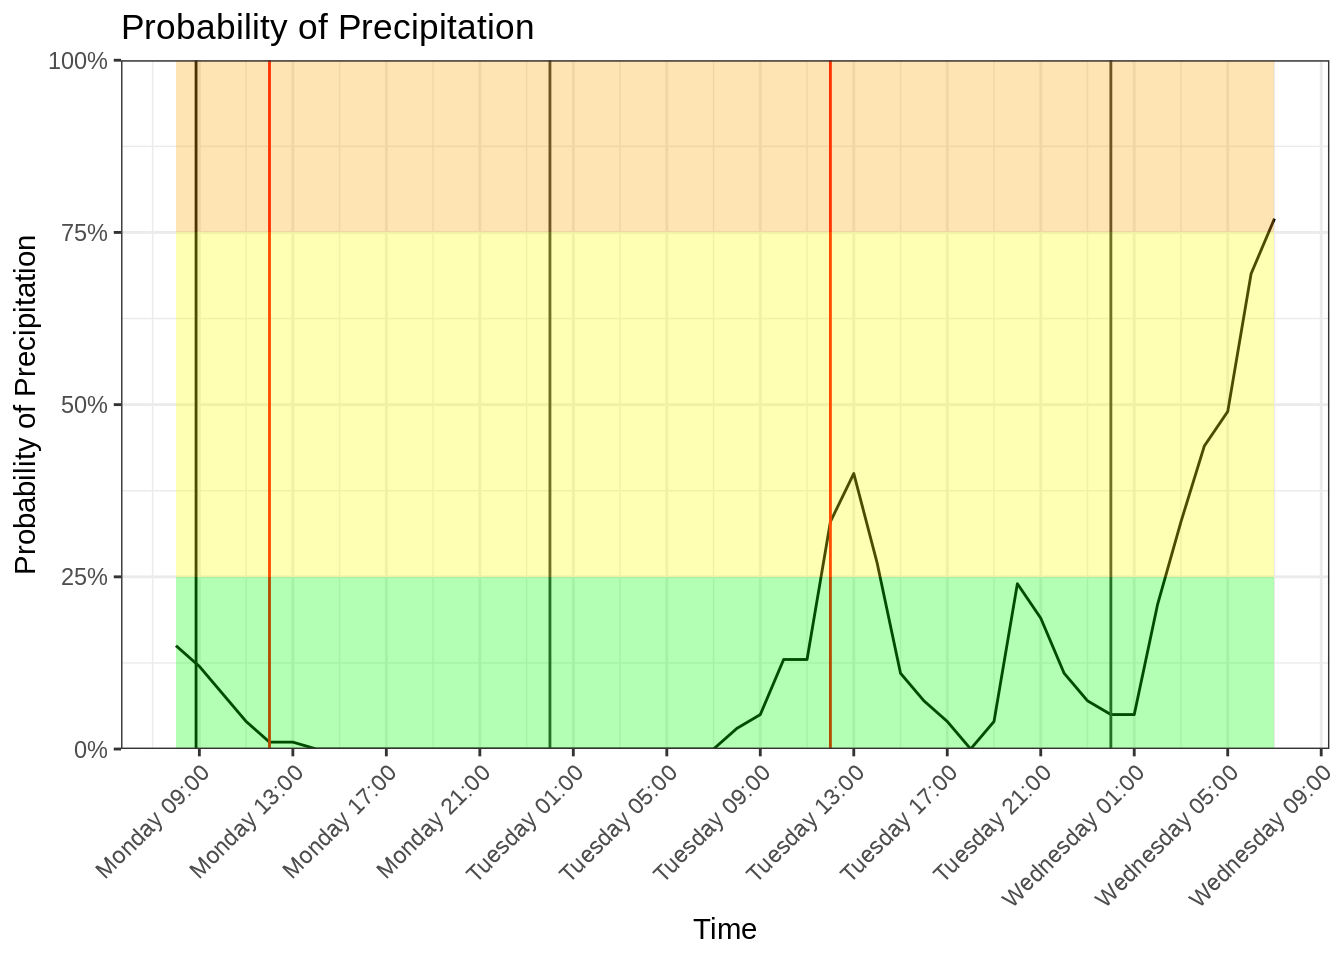 Probability of Precipitation
Probability of Precipitation
100%
75%
50%
25%
0%
Monday 09:00
Monday 13:00
Monday 17:00
Monday 21:00
Tuesday 01:00
Tuesday 05:00
Tuesday 09:00
Tuesday 13:00
Tuesday 17:00
Tuesday 21:00
Wednesday 01:00
Wednesday 05:00
Wednesday 09:00
Time